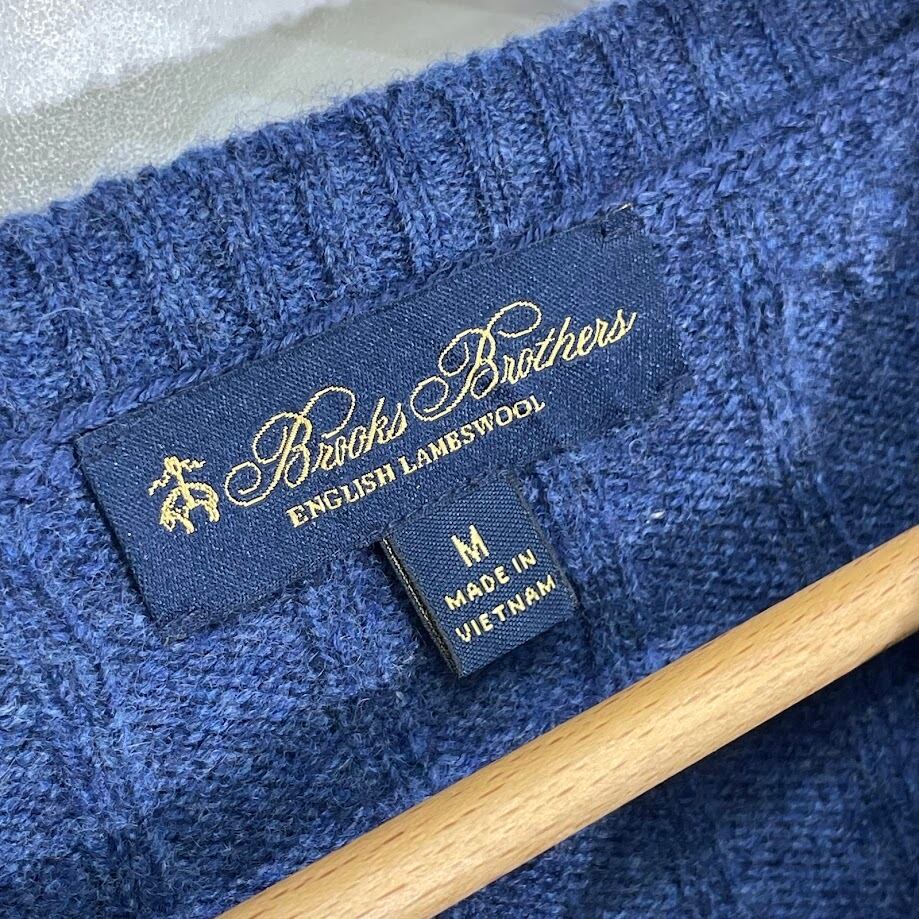 Brooks Brothers
ENGLISH LAMBSWOOL
M
MADE IN
VIETNAM